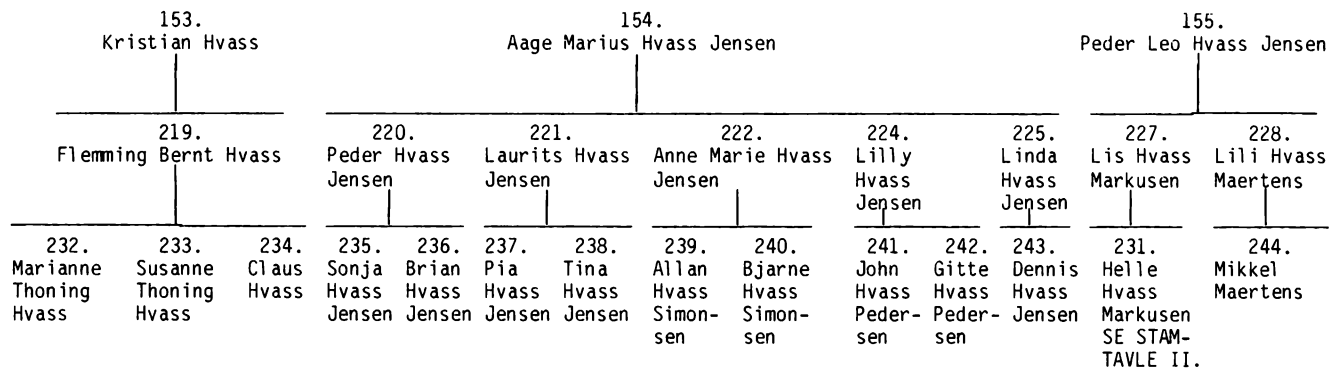 153. 154. 155.
Kristian Hvass Aage Marius Hvass Jensen Peder Leo Hvass Jensen
219. 220. 221. 222. 224. 225. 227. 228.
Flemming Bernt Hvass Peder Hvass Laurits Hvass Anne Marie Hvass Lilly Linda Lis Hvass Lili Hvass
Jensen Jensen Jensen Hvass Hvass Markusen Maertens
Jensen Jensen
232. 233. 234. 235. 236. 237. 238. 239. 240. 241. 242. 243. 231. 244.
Marianne Susanne Claus Sonja Brian Pia Tina Allan Bjarne John Gitte Dennis Helle Mikkel
Thoning Thoning Hvass Hvass Hvass Hvass Hvass Hvass Hvass Hvass Hvass Hvass Hvass Maertens
Hvass Hvass Jensen Jensen Jensen Jensen Simon- Simon- Peder- Peder- Jensen Markusen
sen sen sen sen SE STAM-
TAVLE II.